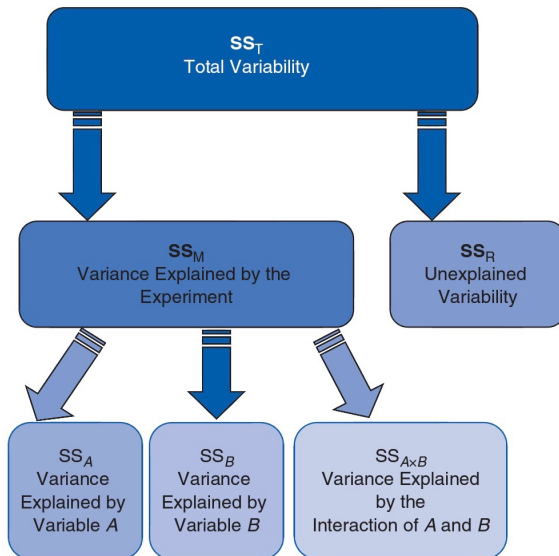 SS_T
Total Variability
SS_M
Variance Explained by the
Experiment
SS_R
Unexplained
Variability
SS_A
Variance
Explained by
Variable A
SS_B
Variance
Explained by
Variable B
SS_A×B
Variance Explained
by the
Interaction of A and B